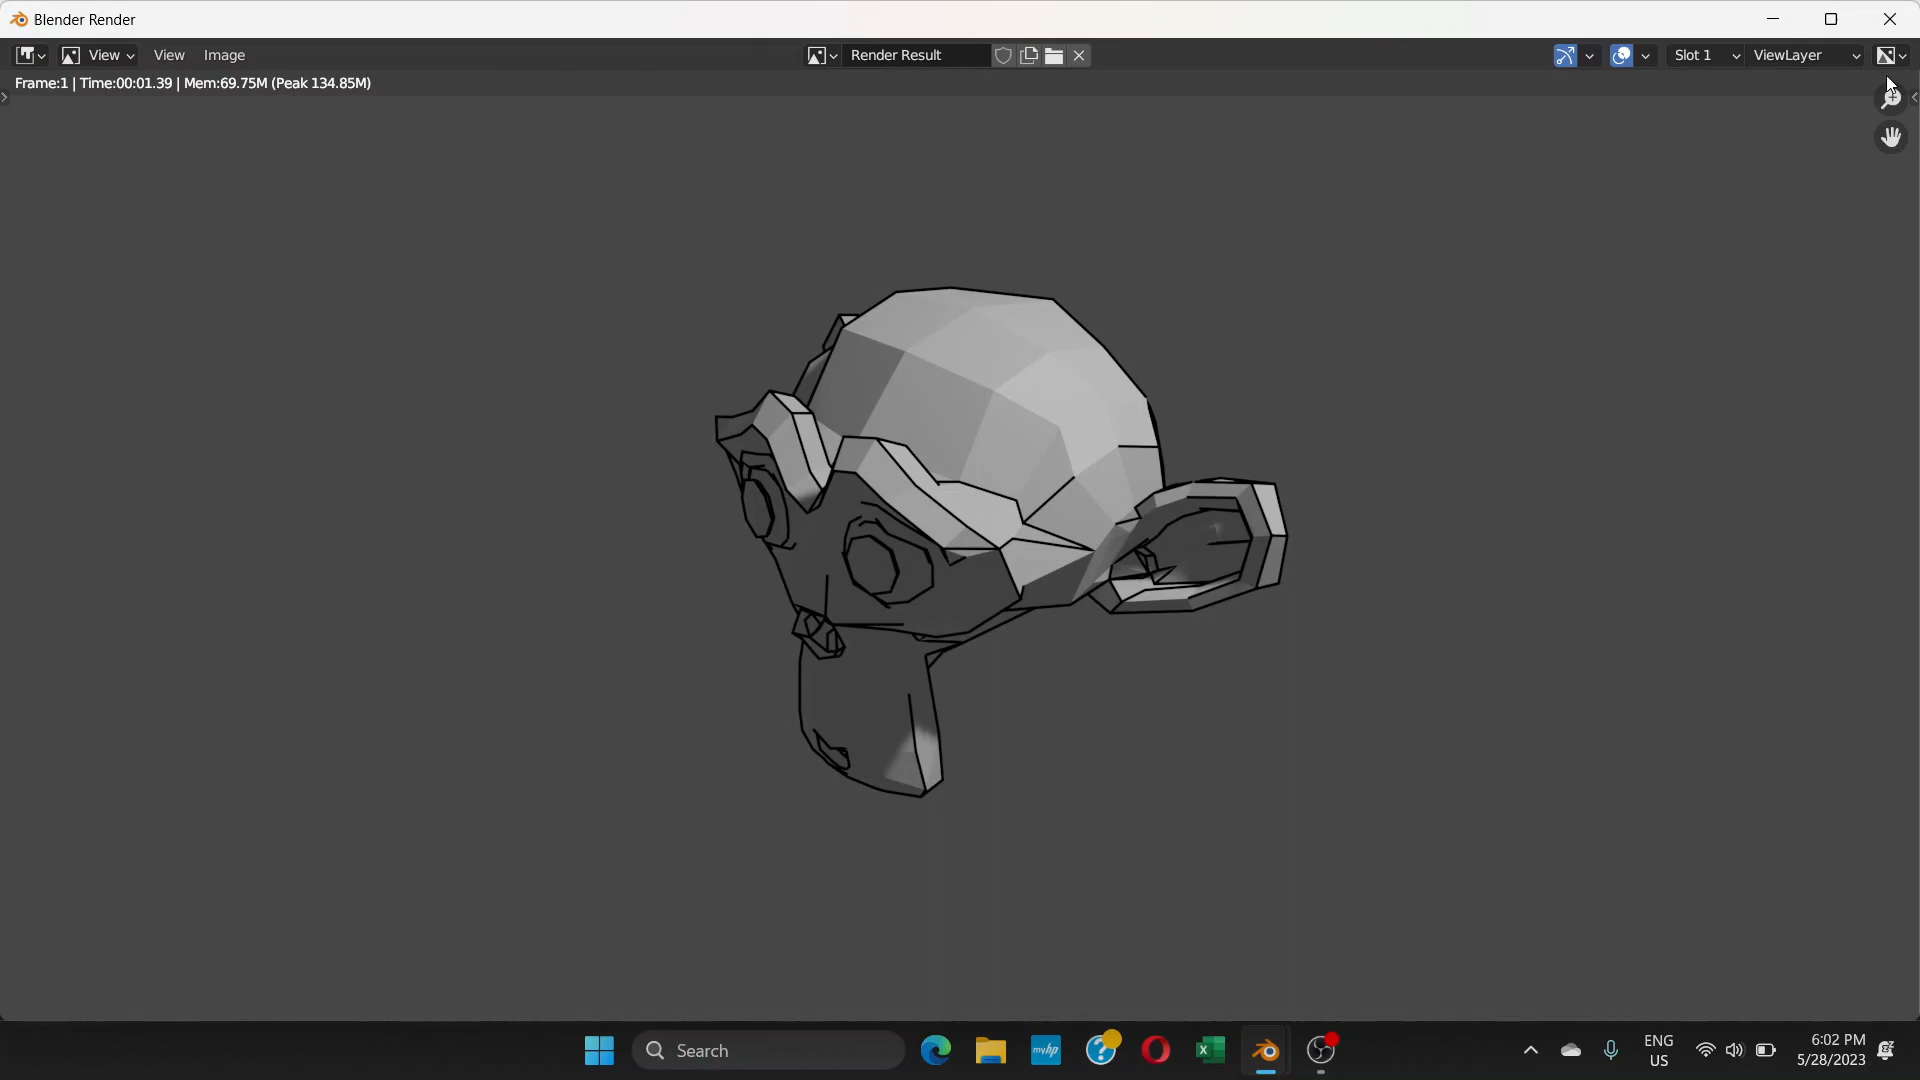 Blender Render
View View Image Render Result Slot 1 ViewLayer
Frame:1 | Time:00:01.39 | Mem:69.75M (Peak 134.85M)
Search myhp ENG US 6:02 PM 5/28/2023